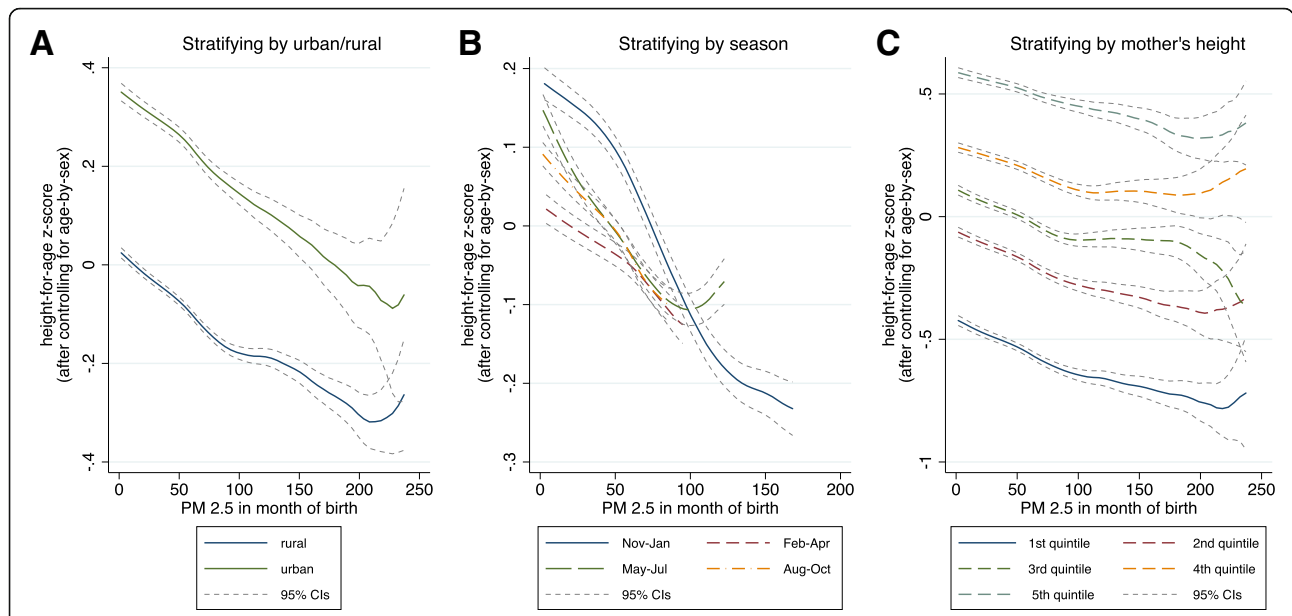 A
Stratifying by urban/rural
height-for-age z-score
(after controlling for age-by-sex)
.4
.2
0
-.2
-.4
0 50 100 150 200 250
PM 2.5 in month of birth
rural
urban
95% CIs
B
Stratifying by season
height-for-age z-score
(after controlling for age-by-sex)
.2
.1
0
-.1
-.2
-.3
0 50 100 150 200
PM 2.5 in month of birth
Nov-Jan Feb-Apr
May-Jul Aug-Oct
95% CIs
C
Stratifying by mother's height
height-for-age z-score
(after controlling for age-by-sex)
.5
0
-.5
-1
0 50 100 150 200 250
PM 2.5 in month of birth
1st quintile 2nd quintile
3rd quintile 4th quintile
5th quintile 95% CIs